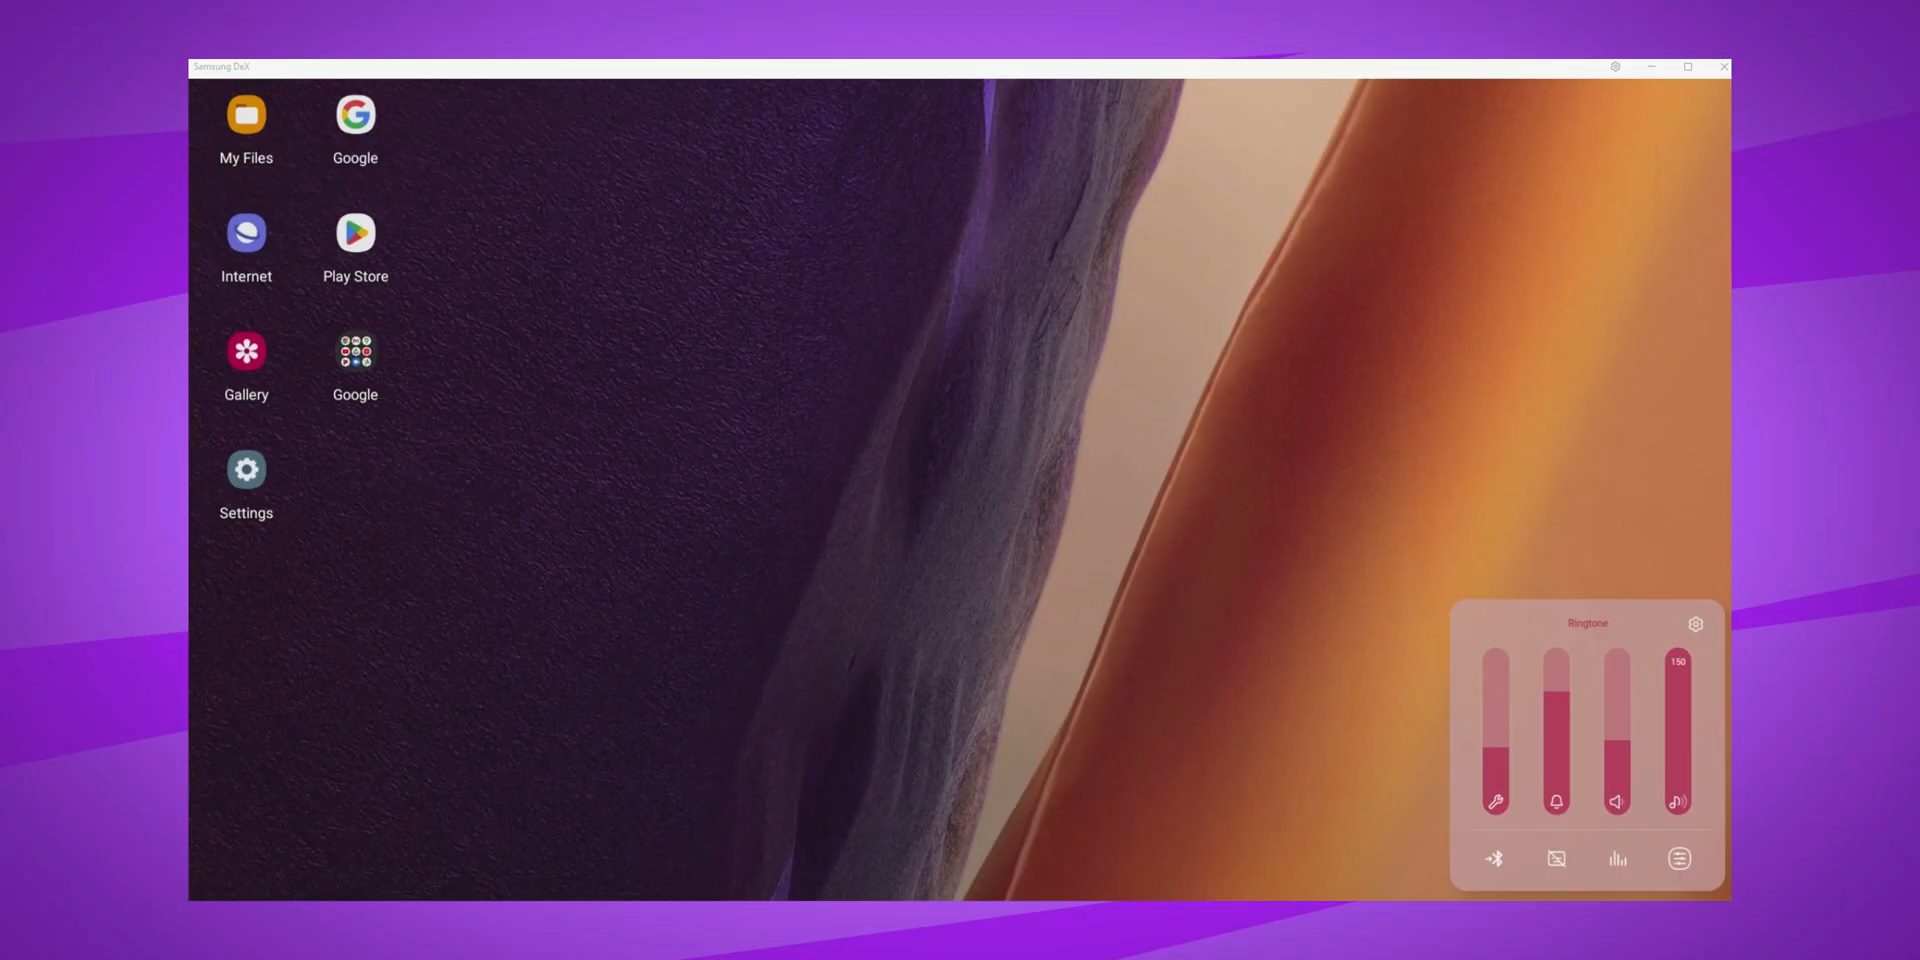 Samsung DeX
My Files
Google
Internet
Play Store
Gallery
Google
Settings
Ringtone
150